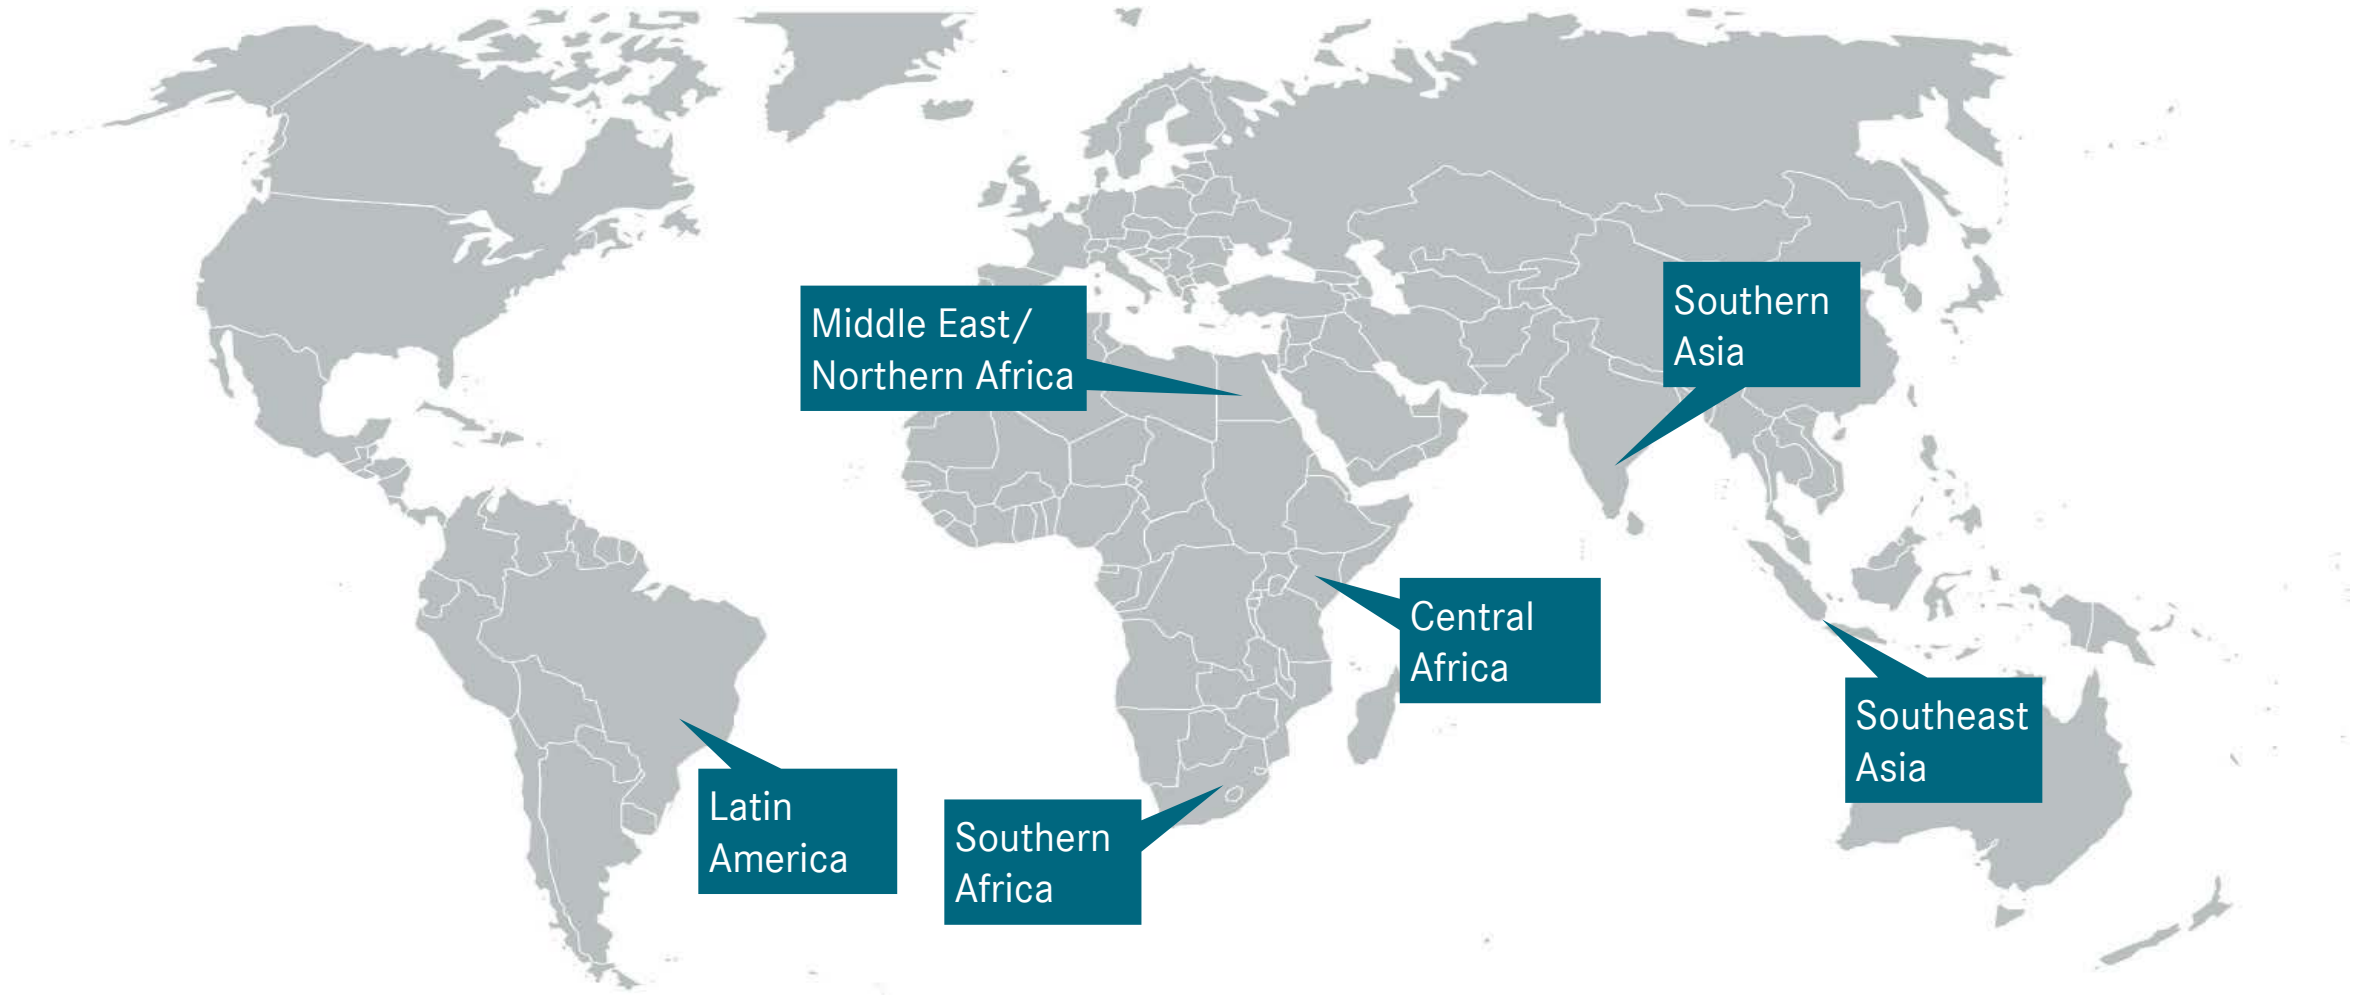 Middle East/
Northern Africa
Southern
Asia
Central
Africa
Southeast
Asia
Latin
America
Southern
Africa